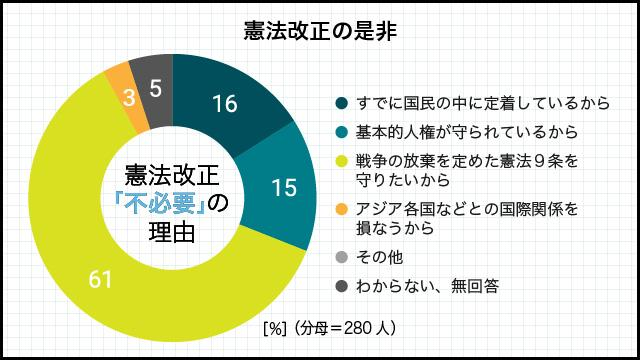 憲法改正の是非
16
15
61
3
5
憲法改正
「不必要」の
理由
すでに国民の中に定着しているから
基本的人権が守られているから
戦争の放棄を定めた憲法９条を
守りたいから
アジア各国などとの国際関係を
損なうから
その他
わからない、無回答
[%]（分母＝280 人）